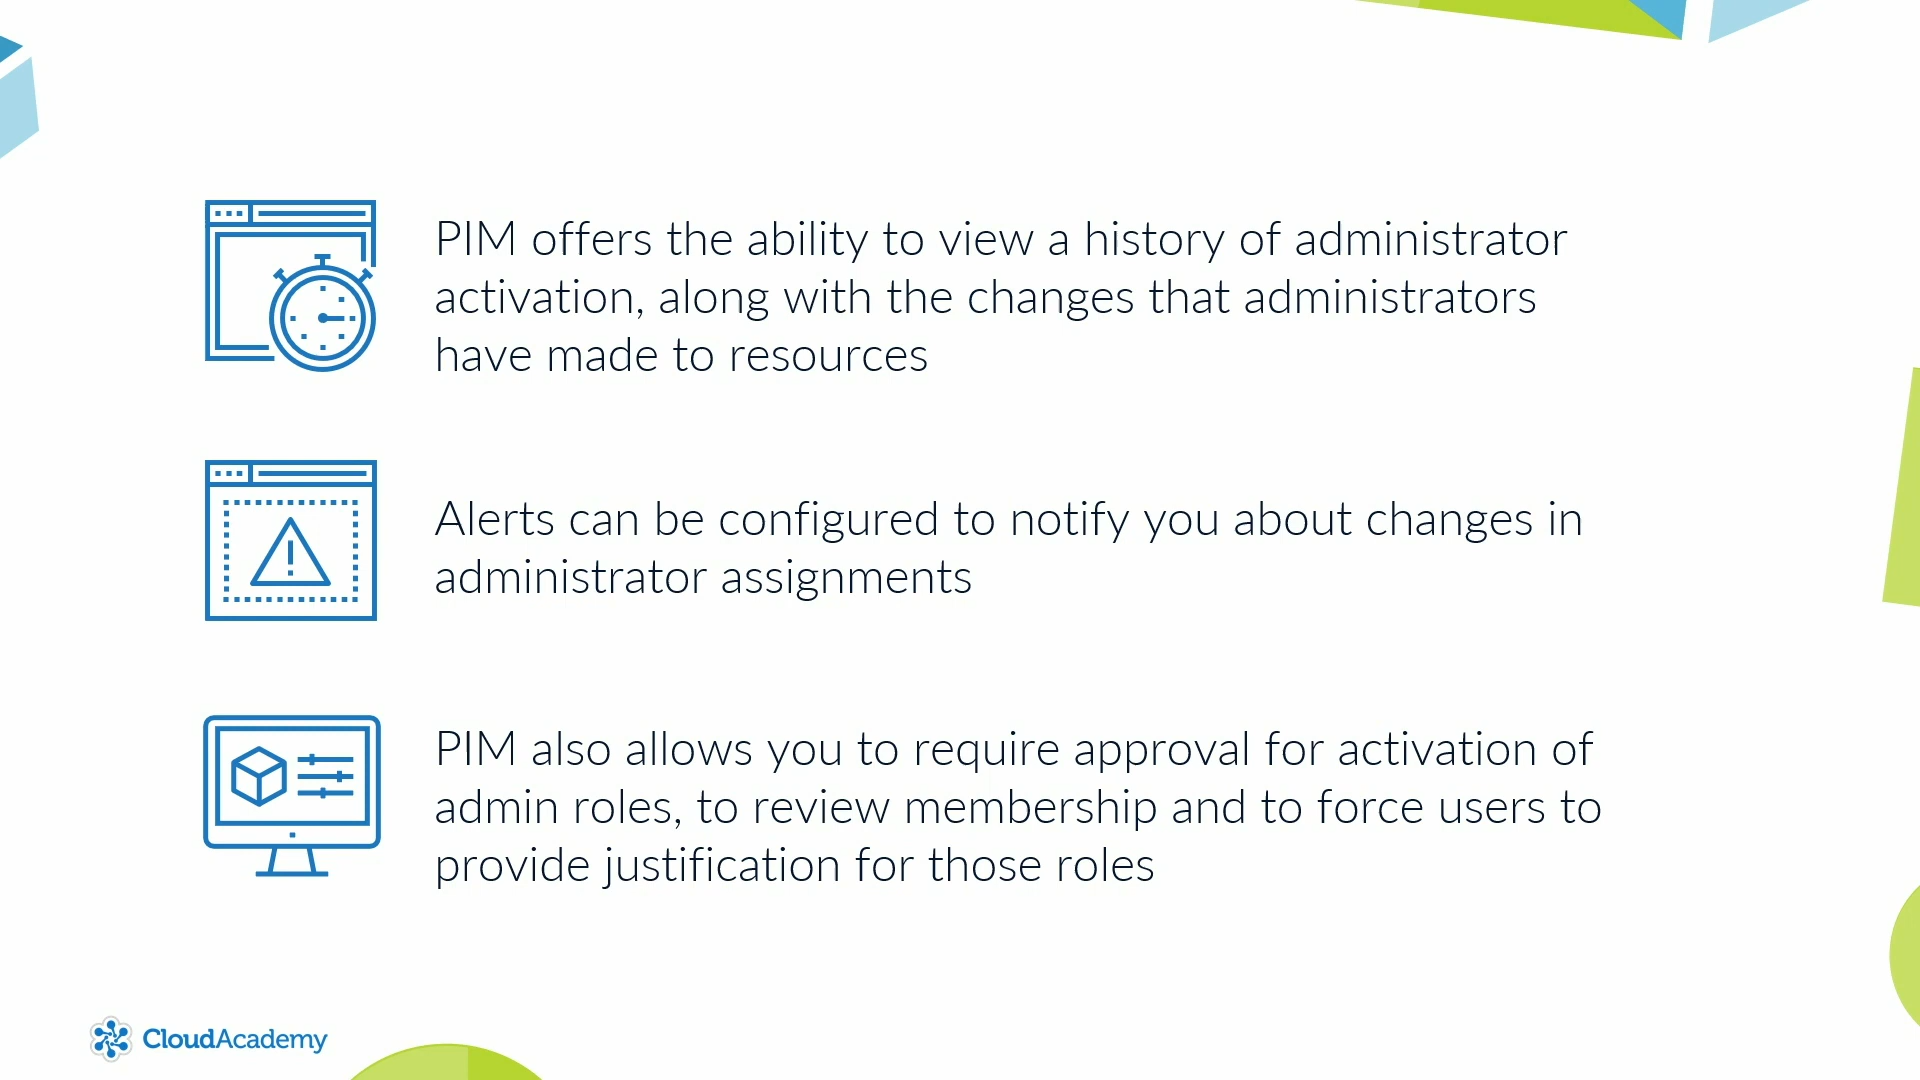 PIM offers the ability to view a history of administrator
activation, along with the changes that administrators
have made to resources
Alerts can be configured to notify you about changes in
administrator assignments
PIM also allows you to require approval for activation of
admin roles, to review membership and to force users to
provide justification for those roles
CloudAcademy